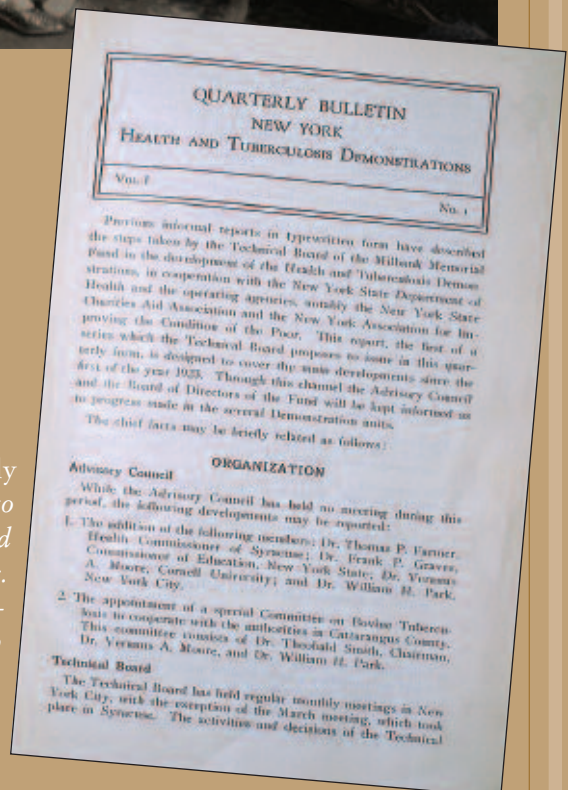 QUARTERLY BULLETIN
NEW YORK
HEALTH AND TUBERCULOSIS DEMONSTRATIONS
Vol. I
No. 1
Previous informal reports in typewritten form have described
the steps taken by the Technical Board of the Milbank Memorial
Fund in the development of the Health and Tuberculosis Demon-
strations, in cooperation with the New York State Department of
Health and the operating agencies, notably the New York State
Charities Aid Association and the New York Association for Im-
proving the Condition of the Poor. This report, the first of a
series which the Technical Board proposes to issue in this quar-
terly form, is designed to cover the main developments since the
first of the year 1923. Through this channel the Advisory Council
and the Board of Directors of the Fund will be kept informed as
to progress made in the several Demonstration units.
The chief facts may be briefly related as follows:
ORGANIZATION
Advisory Council
While the Advisory Council has held no meeting during this
period, the following developments may be reported:
1. The addition of the following members: Dr. Thomas P. Farmer,
Health Commissioner of Syracuse; Dr. Frank P. Graves,
Commissioner of Education, New York State; Dr. Veranus
A. Moore, Cornell University; and Dr. William H. Park,
New York City.
2. The appointment of a special Committee on Bovine Tubercu-
losis to cooperate with the authorities in Cattaraugus County.
This committee consists of Dr. Theobald Smith, Chairman,
Dr. Veranus A. Moore, and Dr. William H. Park.
Technical Board
The Technical Board has held regular monthly meetings in New
York City, with the exception of the March meeting, which took
place in Syracuse. The activities and decisions of the Technical